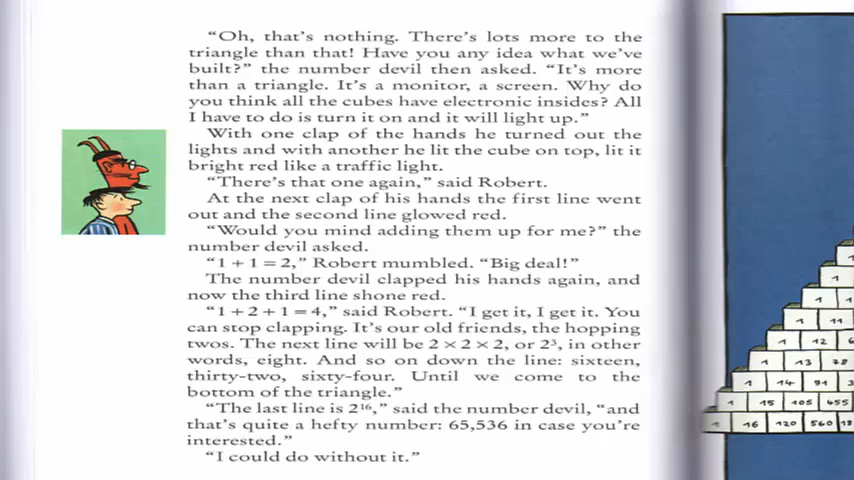 “Oh, that’s nothing. There’s lots more to the
triangle than that! Have you any idea what we’ve
built?” the number devil then asked. “It’s more
than a triangle. It’s a monitor, a screen. Why do
you think all the cubes have electronic insides? All
I have to do is turn it on and it will light up.”
With one clap of the hands he turned out the
lights and with another he lit the cube on top, lit it
bright red like a traffic light.
“There’s that one again,” said Robert.
At the next clap of his hands the first line went
out and the second line glowed red.
“Would you mind adding them up for me?” the
number devil asked.
“1 + 1 = 2,” Robert mumbled. “Big deal!”
The number devil clapped his hands again, and
now the third line shone red.
“1 + 2 + 1 = 4,” said Robert. “I get it, I get it. You
can stop clapping. It’s our old friends, the hopping
twos. The next line will be 2 × 2 × 2, or 2³, in other
words, eight. And so on down the line: sixteen,
thirty-two, sixty-four. Until we come to the
bottom of the triangle.”
“The last line is 2¹⁶,” said the number devil, “and
that’s quite a hefty number: 65,536 in case you’re
interested.”
“I could do without it.”
1
1
1 1
1 11
1 12
1 13 78
1 14 91
1 15 105 455
1 16 120 560